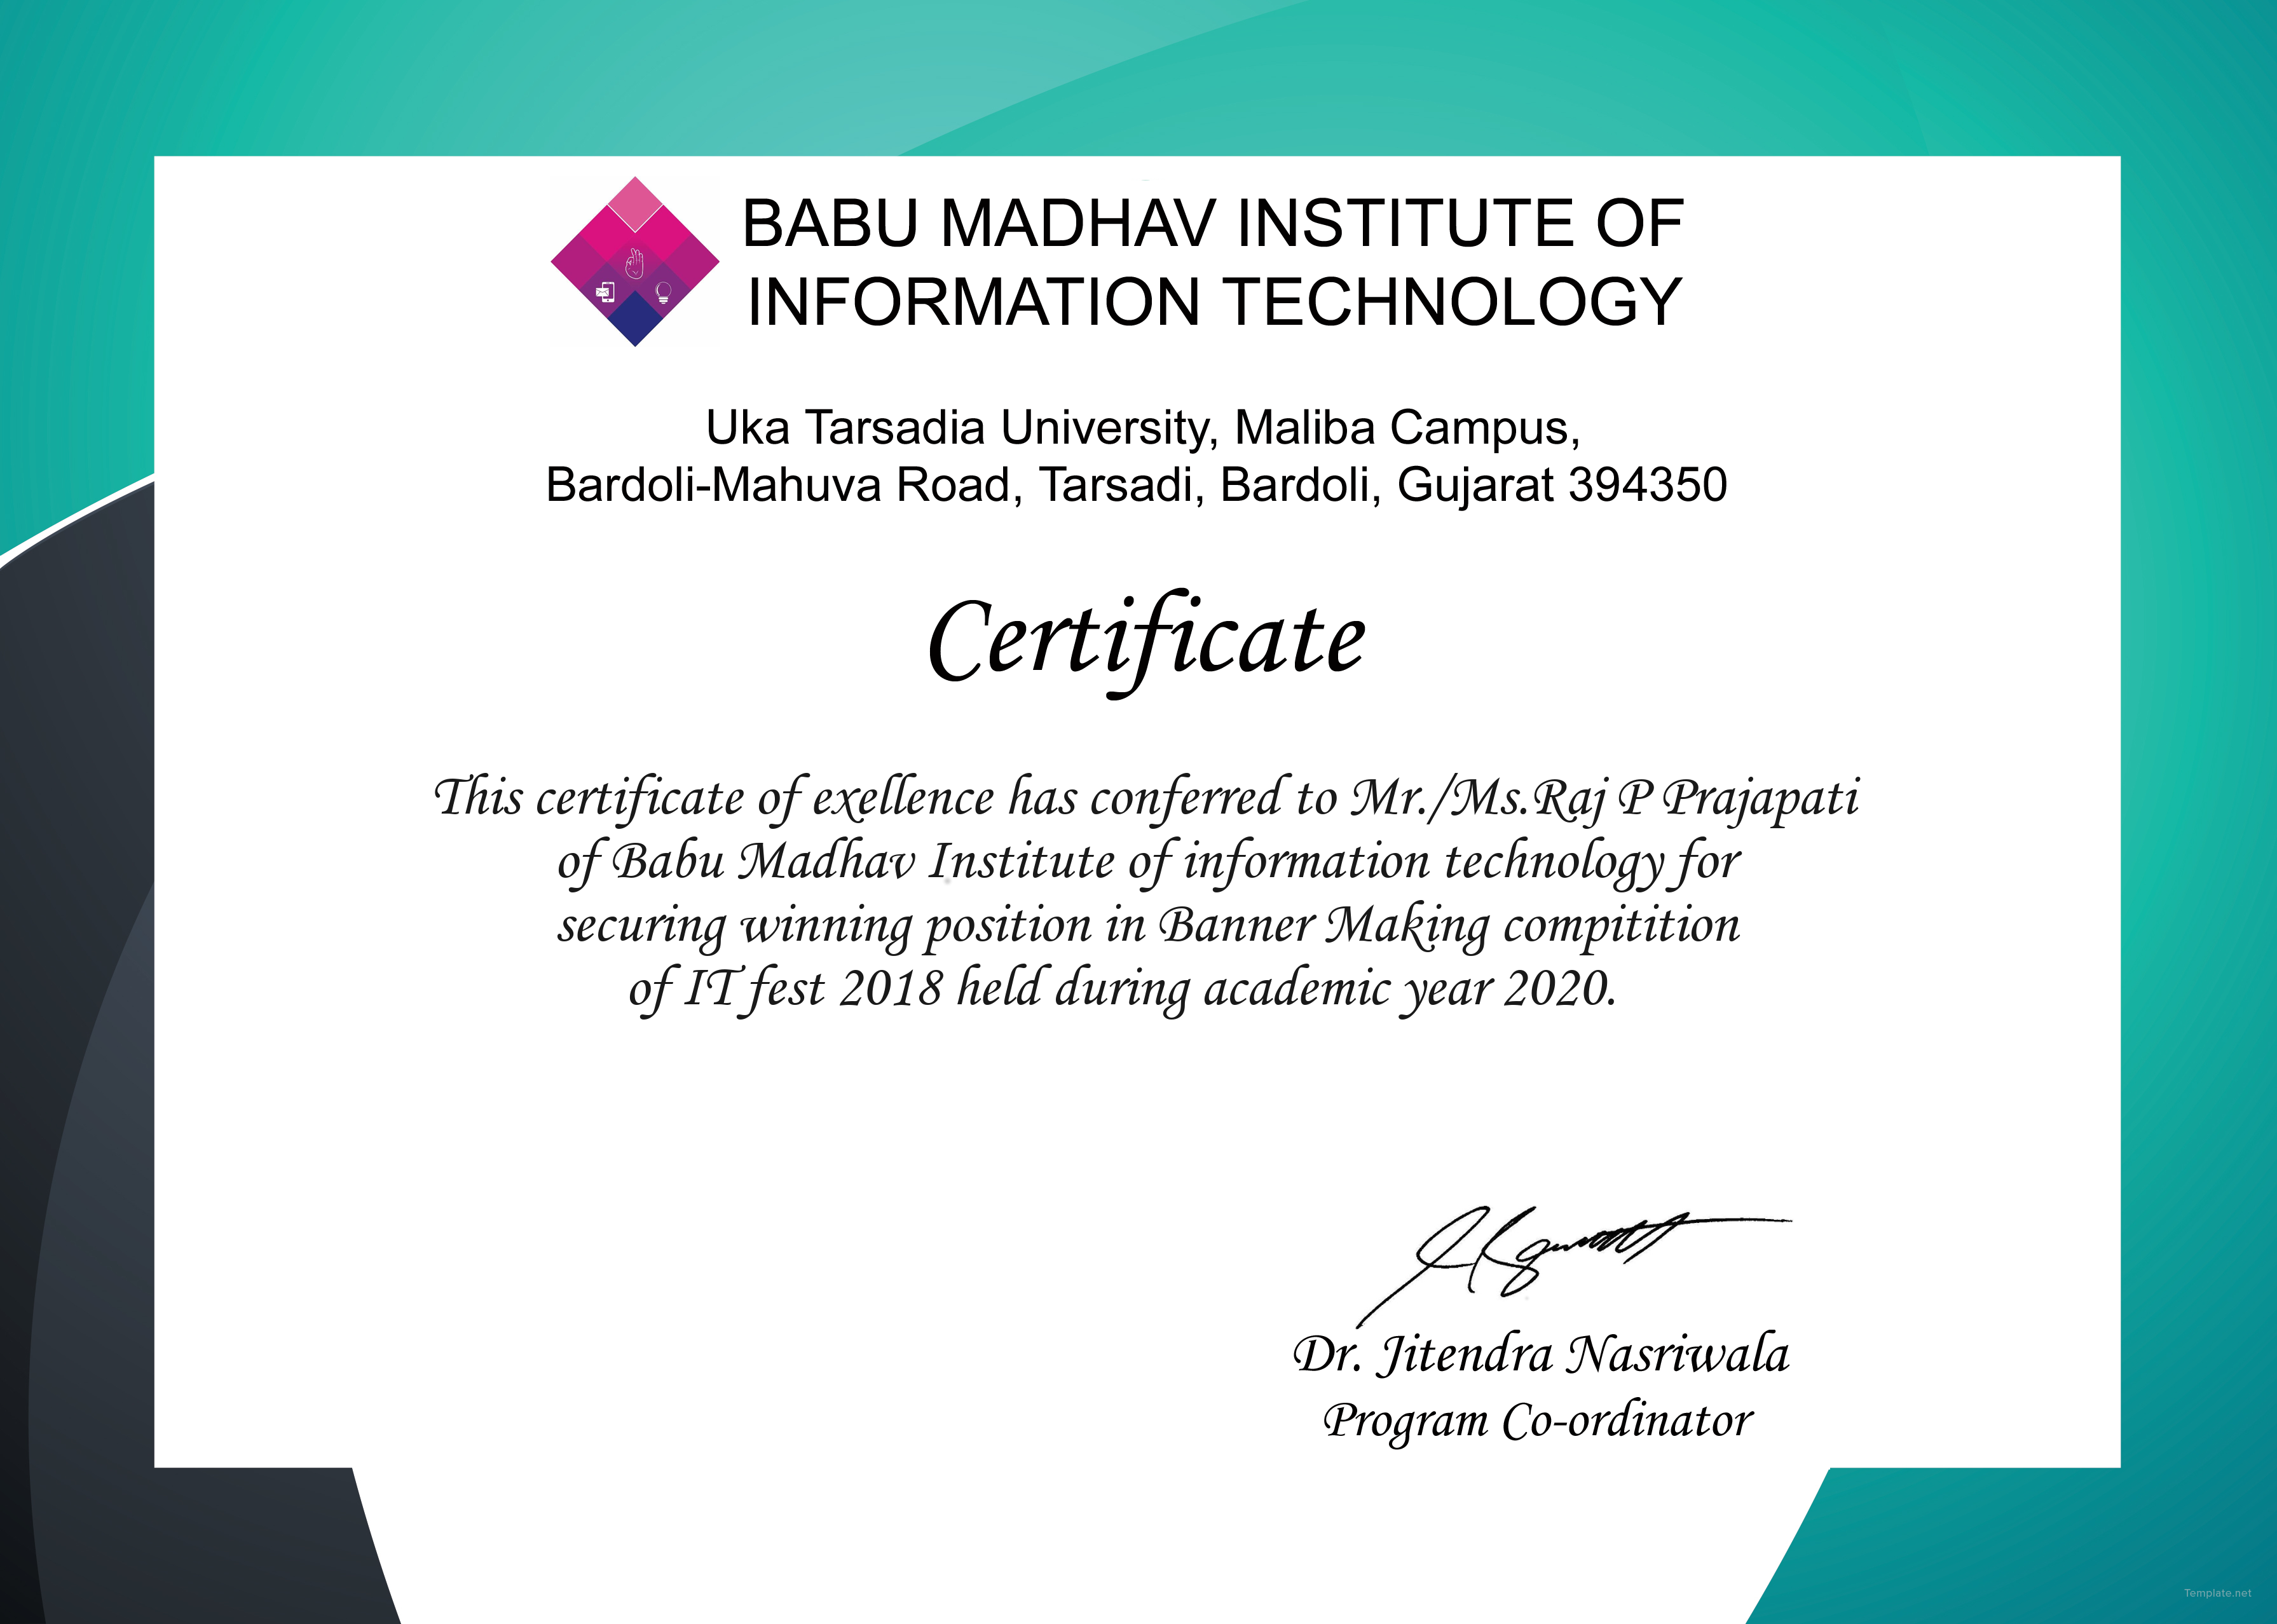 BABU MADHAV INSTITUTE OF
INFORMATION TECHNOLOGY
Uka Tarsadia University, Maliba Campus,
Bardoli-Mahuva Road, Tarsadi, Bardoli, Gujarat 394350
Certificate
This certificate of exellence has conferred to Mr./Ms.Raj P Prajapati
of Babu Madhav Institute of information technology for
securing winning position in Banner Making compitition
of IT fest 2018 held during academic year 2020.
Dr. Jitendra Nasriwala
Program Co-ordinator
Template.net